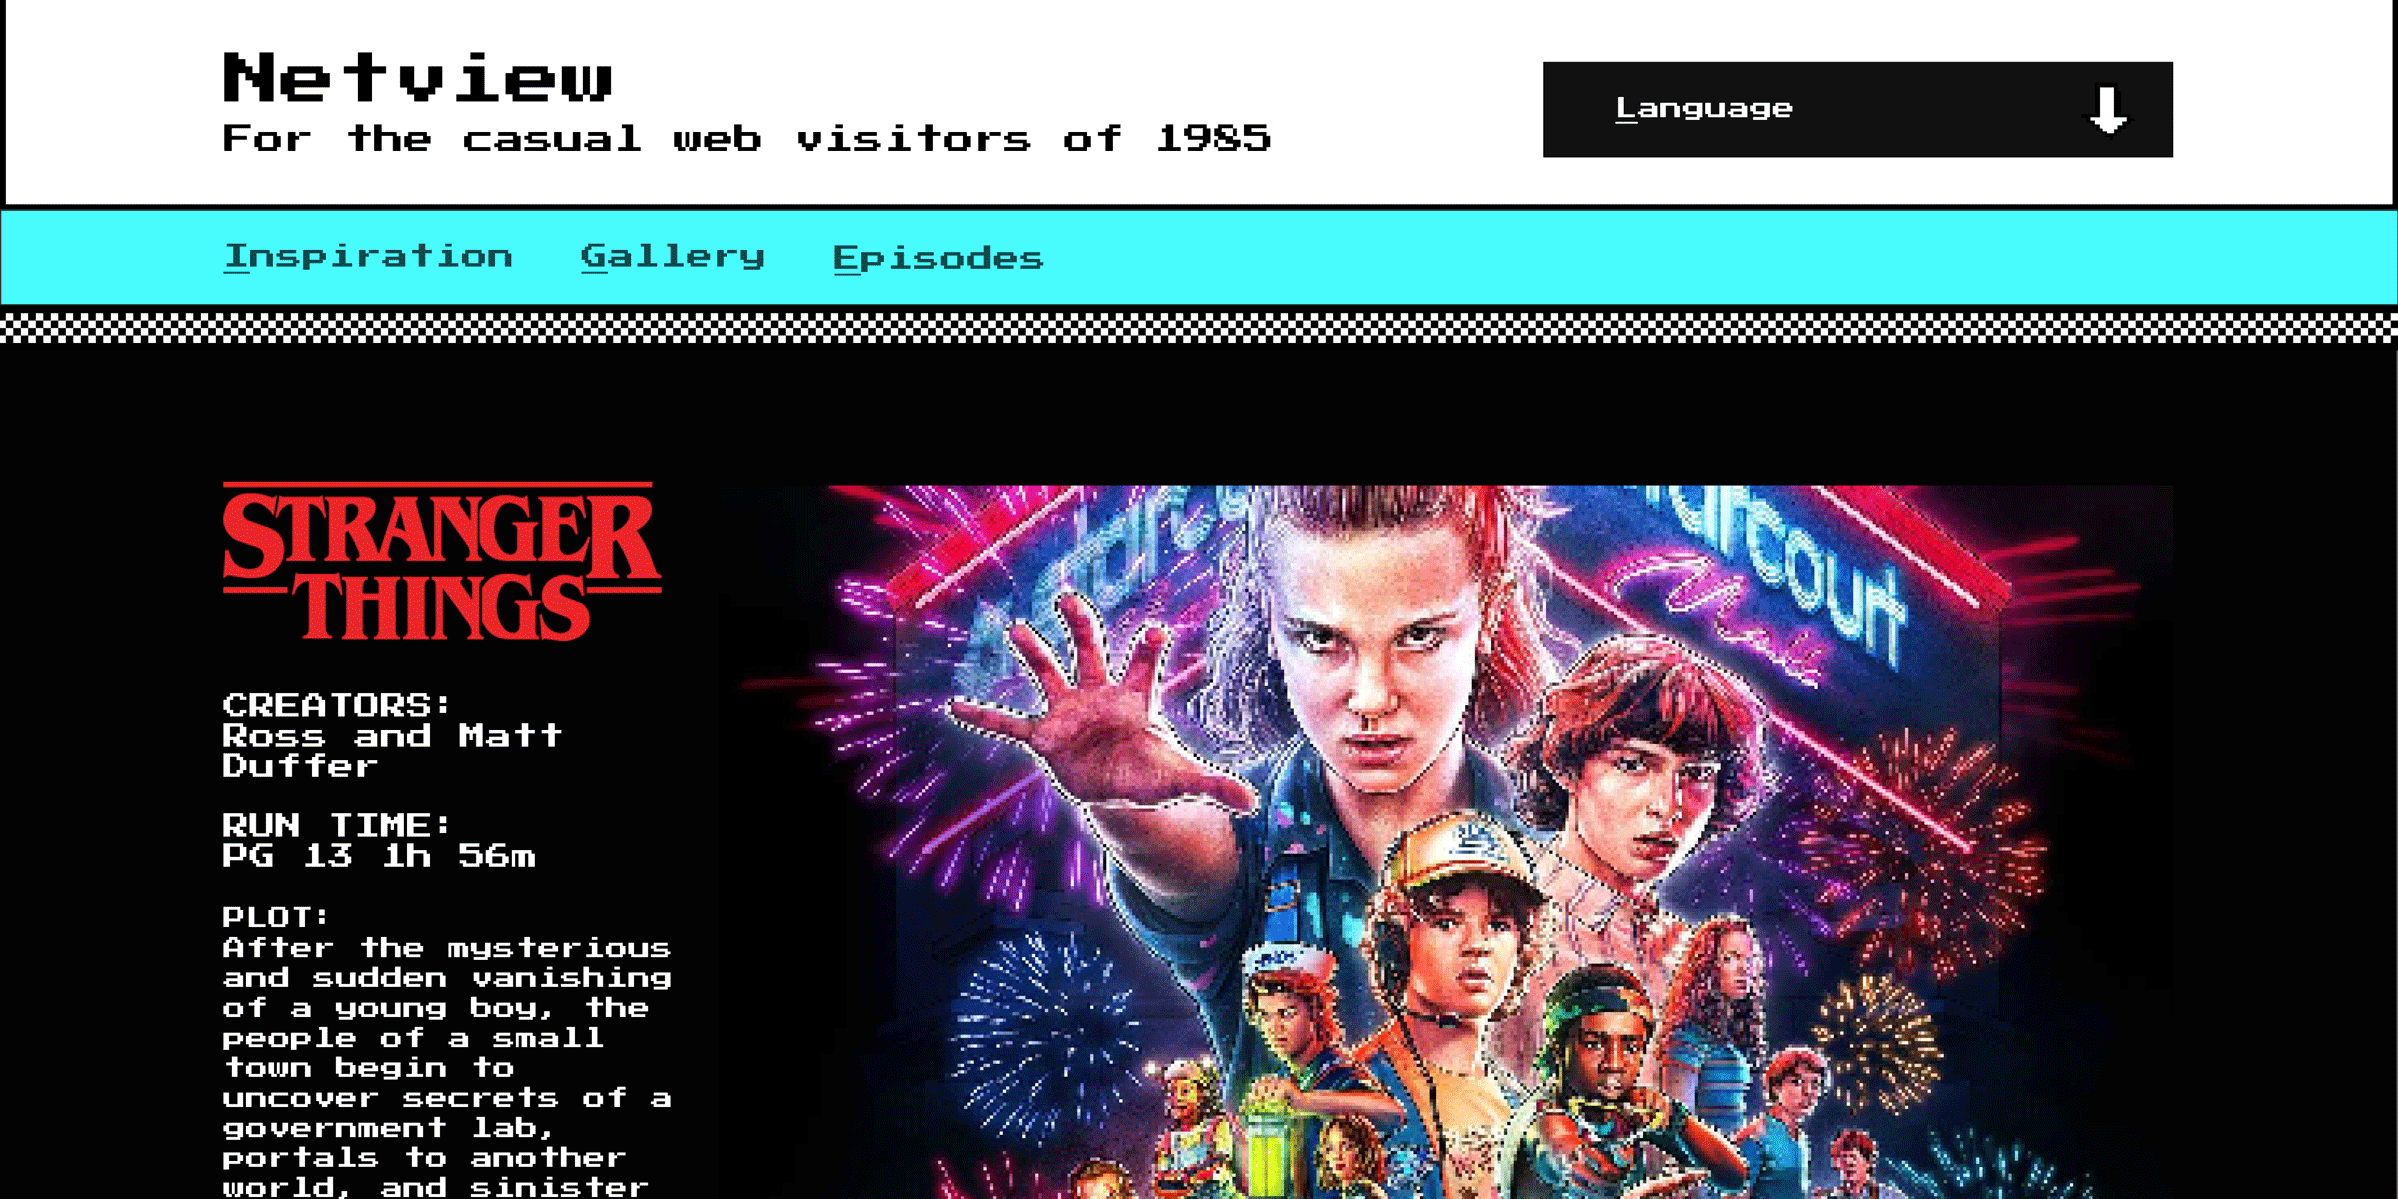 Netview
For the casual web visitors of 1985
Language
Inspiration Gallery Episodes
STRANGER
THINGS
CREATORS:
Ross and Matt
Duffer
RUN TIME:
PG 13 1h 56m
PLOT:
After the mysterious
and sudden vanishing
of a young boy, the
people of a small
town begin to
uncover secrets of a
government lab,
portals to another
world, and sinister